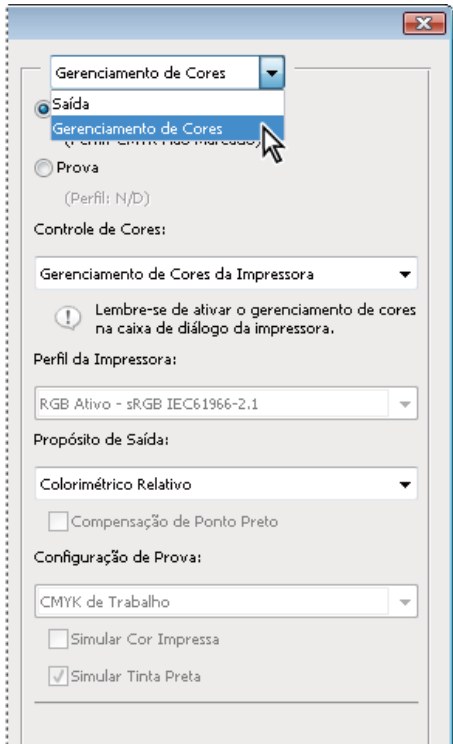 Gerenciamento de Cores
Saída
Gerenciamento de Cores
Prova
(Perfil: N/D)
Controle de Cores:
Gerenciamento de Cores da Impressora
Lembre-se de ativar o gerenciamento de cores
na caixa de diálogo da impressora.
Perfil da Impressora:
RGB Ativo - sRGB IEC61966-2.1
Propósito de Saída:
Colorimétrico Relativo
Compensação de Ponto Preto
Configuração de Prova:
CMYK de Trabalho
Simular Cor Impressa
Simular Tinta Preta